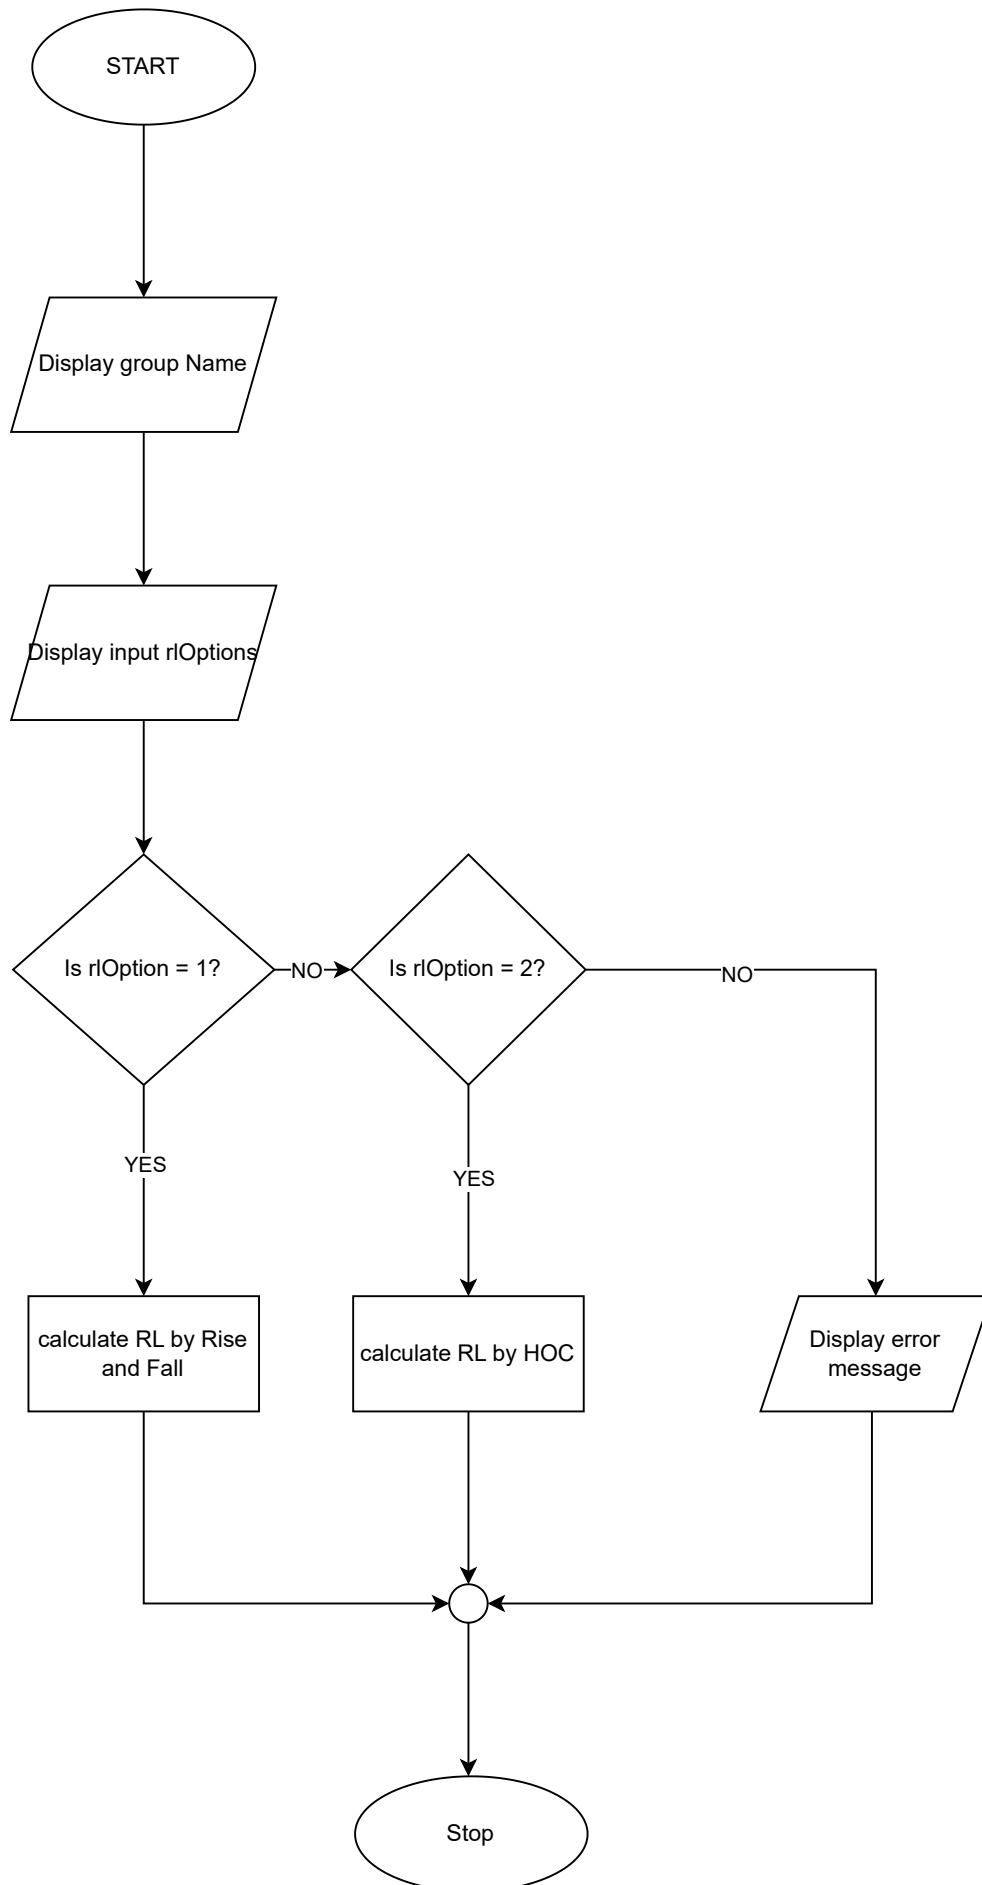 START
Display group Name
Display input rlOptions
Is rlOption = 1?
NO
Is rlOption = 2?
NO
YES
YES
calculate RL by Rise
and Fall
calculate RL by HOC
Display error
message
Stop